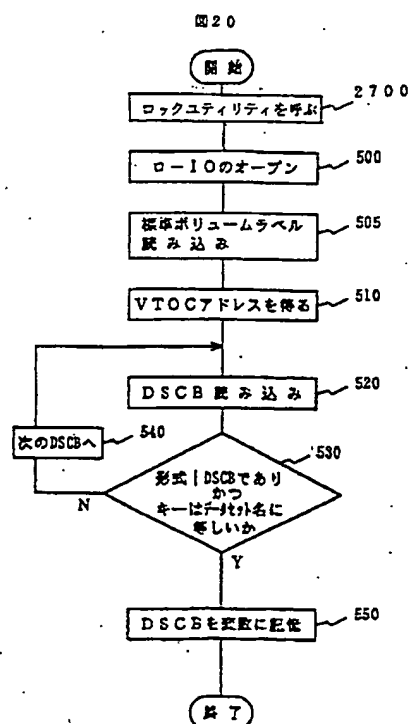 図20
開始
ロックユティリティを呼ぶ
2700
ローIOのオープン
500
標準ボリュームラベル
読み込み
505
VTOCアドレスを得る
510
DSCB読み込み
520
次のDSCBへ
540
530
形式1DSCBであり
かつ
キーはデータセット名に
等しいか
N
Y
DSCBを変数に記憶
550
終了